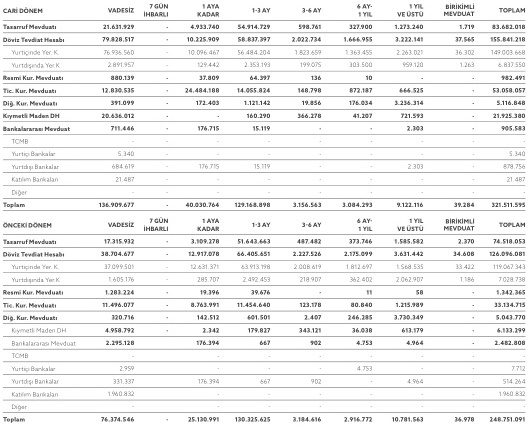 CARİ DÖNEM VADESİZ 7 GÜN İHBARLI 1 AYA KADAR 1-3 AY 3-6 AY 6 AY- 1 YIL 1 YIL VE ÜSTÜ BİRİKİMLİ MEVDUAT TOPLAM
Tasarruf Mevduatı 21.631.929 - 4.933.740 54.914.729 598.761 327.900 1.273.240 1.719 83.682.018
Döviz Tevdiat Hesabı 79.828.517 - 10.225.909 58.837.397 2.022.734 1.666.955 3.222.141 37.565 155.841.218
Yurtiçinde Yer. K. 76.936.560 - 10.096.467 56.484.204 1.823.659 1.363.455 2.263.021 36.302 149.003.668
Yurtdışında Yer K. 2.891.957 - 129.442 2.353.193 199.075 303.500 959.120 1.263 6.837.550
Resmi Kur. Mevduatı 880.139 - 37.809 64.397 136 10 - - 982.491
Tic. Kur. Mevduatı 12.830.535 - 24.484.188 14.055.824 148.798 872.187 666.525 - 53.058.057
Diğ. Kur. Mevduatı 391.099 - 172.403 1.121.142 19.856 176.034 3.236.314 - 5.116.848
Kıymetli Maden DH 20.636.012 - - 160.290 366.278 41.207 721.593 - 21.925.380
Bankalararası Mevduat 711.446 - 176.715 15.119 - - 2.303 - 905.583
TCMB - - - - - - - - -
Yurtiçi Bankalar 5.340 - - - - - - - 5.340
Yurtdışı Bankalar 684.619 - 176.715 15.119 - - 2.303 - 878.756
Katılım Bankaları 21.487 - - - - - - - 21.487
Diğer - - - - - - - - -
Toplam 136.909.677 - 40.030.764 129.168.898 3.156.563 3.084.293 9.122.116 39.284 321.511.595
ÖNCEKİ DÖNEM VADESİZ 7 GÜN İHBARLI 1 AYA KADAR 1-3 AY 3-6 AY 6 AY- 1 YIL 1 YIL VE ÜSTÜ BİRİKİMLİ MEVDUAT TOPLAM
Tasarruf Mevduatı 17.315.932 - 3.109.278 51.643.663 487.482 373.746 1.585.582 2.370 74.518.053
Döviz Tevdiat Hesabı 38.704.677 - 12.917.078 66.405.651 2.227.526 2.175.099 3.631.442 34.608 126.096.081
Yurtiçinde Yer. K. 37.099.501 - 12.631.371 63.913.198 2.008.619 1.812.697 1.568.535 33.422 119.067.343
Yurtdışında Yer.K 1.605.176 - 285.707 2.492.453 218.907 362.402 2.062.907 1.186 7.028.738
Resmi Kur. Mevduatı 1.283.224 - 19.396 39.676 - 11 58 - 1.342.365
Tic. Kur. Mevduatı 11.496.077 - 8.763.991 11.454.640 123.178 80.840 1.215.989 - 33.134.715
Diğ. Kur. Mevduatı 320.716 - 142.512 601.501 2.407 246.285 3.730.349 - 5.043.770
Kıymetli Maden DH 4.958.792 - 2.342 179.827 343.121 36.038 613.179 - 6.133.299
Bankalararası Mevduat 2.295.128 - 176.394 667 902 4.753 4.964 - 2.482.808
TCMB - - - - - - - - -
Yurtiçi Bankalar 2.959 - - - - 4.753 - - 7.712
Yurtdışı Bankalar 331.337 - 176.394 667 902 - 4.964 - 514.264
Katılım Bankaları 1.960.832 - - - - - - - 1.960.832
Diğer - - - - - - - - -
Toplam 76.374.546 - 25.130.991 130.325.625 3.184.616 2.916.772 10.781.563 36.978 248.751.091